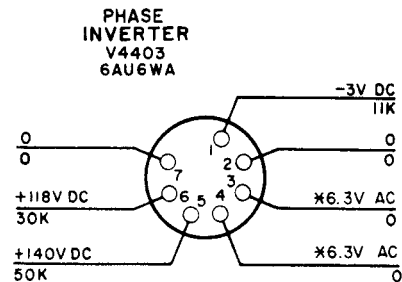 PHASE
INVERTER
V4403
6AU6WA
-3V DC
11K
1
0
0
7
2
0
0
3
+118V DC
30K
6
5
4
*6.3V AC
0
+140V DC
50K
*6.3V AC
0